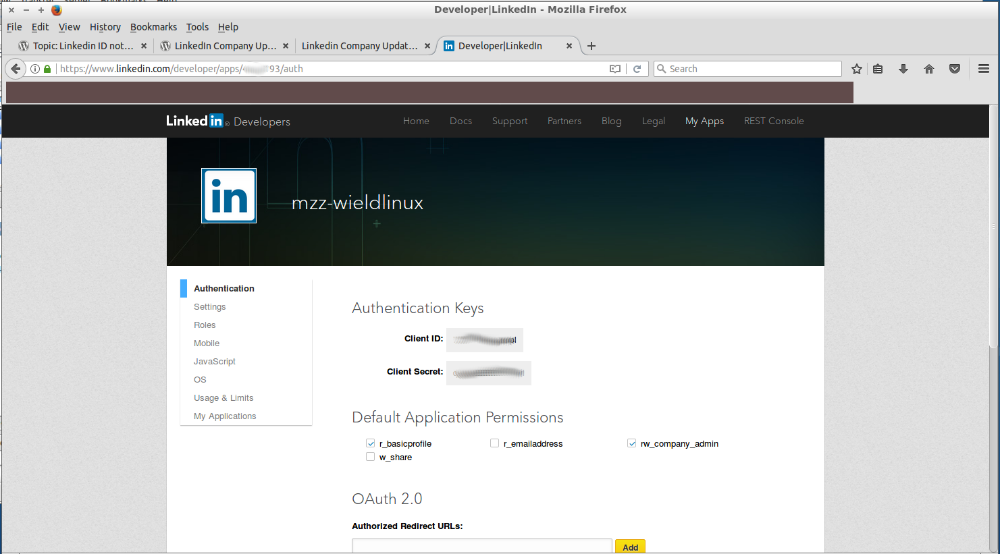 Developer|LinkedIn - Mozilla Firefox
File Edit View History Bookmarks Tools Help
Topic: Linkedin ID not... LinkedIn Company Up... Linkedin Company Updat... Developer|LinkedIn
https://www.linkedin.com/developer/apps/ 93/auth Search
Linked in Developers Home Docs Support Partners Blog Legal My Apps REST Console
in mzz-wieldlinux
Authentication
Settings
Roles
Mobile
JavaScript
OS
Usage & Limits
My Applications
Authentication Keys
Client ID:
Client Secret:
Default Application Permissions
r_basicprofile r_emailaddress rw_company_admin
w_share
OAuth 2.0
Authorized Redirect URLs:
Add